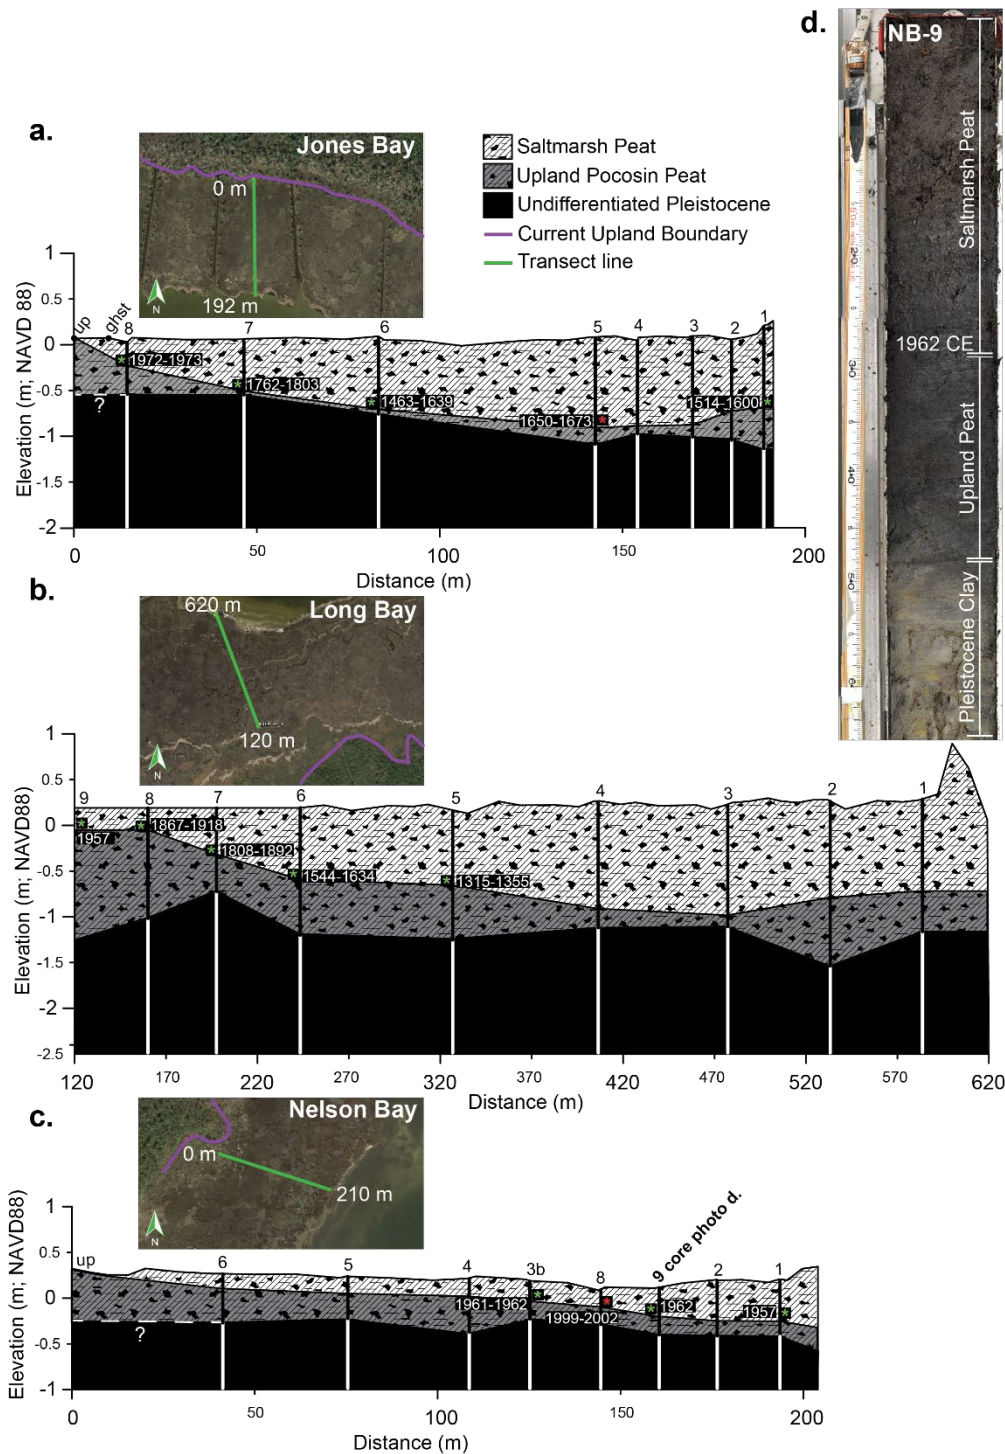 a.
Jones Bay
0 m
192 m
N
Saltmarsh Peat
Upland Pocosin Peat
Undifferentiated Pleistocene
Current Upland Boundary
Transect line
Elevation (m; NAVD 88)
1
0.5
0
-0.5
-1
-1.5
-2
up
ghst
8
7
6
5
4
3
2
1
1972-1973
1762-1803
1463-1639
1650-1673
1514-1600
?
0
50
100
150
200
Distance (m)
b.
Long Bay
620 m
120 m
N
Elevation (m; NAVD88)
1
0.5
0
-0.5
-1
-1.5
-2
-2.5
9
8
7
6
5
4
3
2
1
1957
1867-1918
1808-1892
1544-1634
1315-1355
120
170
220
270
320
370
420
470
520
570
620
Distance (m)
c.
Nelson Bay
0 m
210 m
N
Elevation (m; NAVD88)
1
0.5
0
-0.5
-1
up
6
5
4
3b
8
9 core photo d.
2
1
1961-1962
1999-2002
1962
1957
?
0
50
100
150
200
Distance (m)
d.
NB-9
Saltmarsh Peat
1962 CE
Upland Peat
Pleistocene Clay